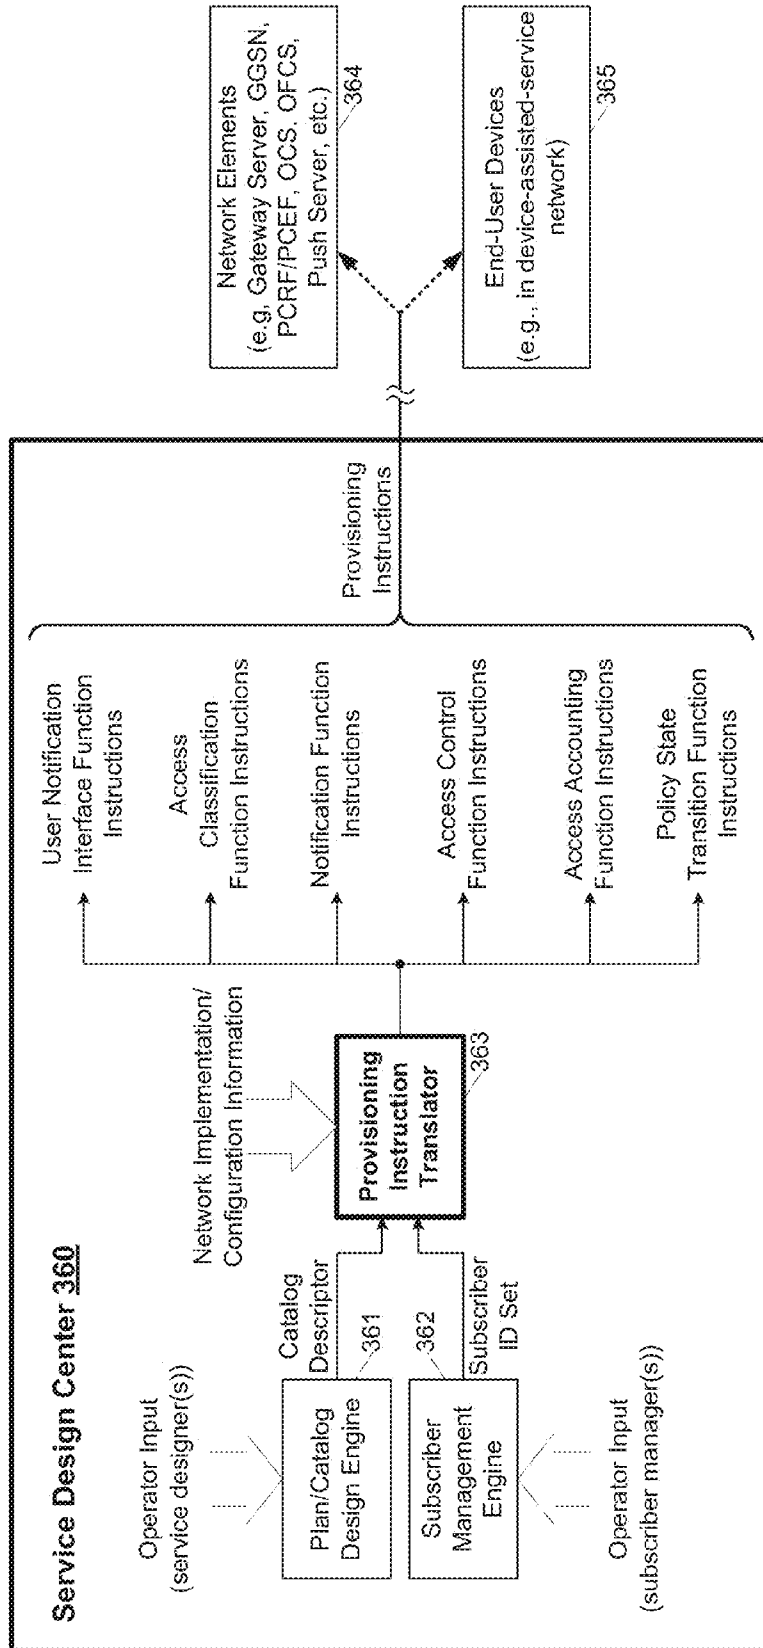 Service Design Center 360
Operator Input
(service designer(s))
Plan/Catalog
Design Engine
361
Catalog
Descriptor
Subscriber
Management
Engine
362
Subscriber
ID Set
Operator Input
(subscriber manager(s))
Network Implementation/
Configuration Information
Provisioning
Instruction
Translator
363
User Notification
Interface Function
Instructions
Access
Classification
Function Instructions
Notification Function
Instructions
Access Control
Function Instructions
Access Accounting
Function Instructions
Policy State
Transition Function
Instructions
Provisioning
Instructions
Network Elements
(e.g, Gateway Server, GGSN,
PCRF/PCEF, OCS, OFCS,
Push Server, etc.)
364
End-User Devices
(e.g., in device-assisted-service
network)
365